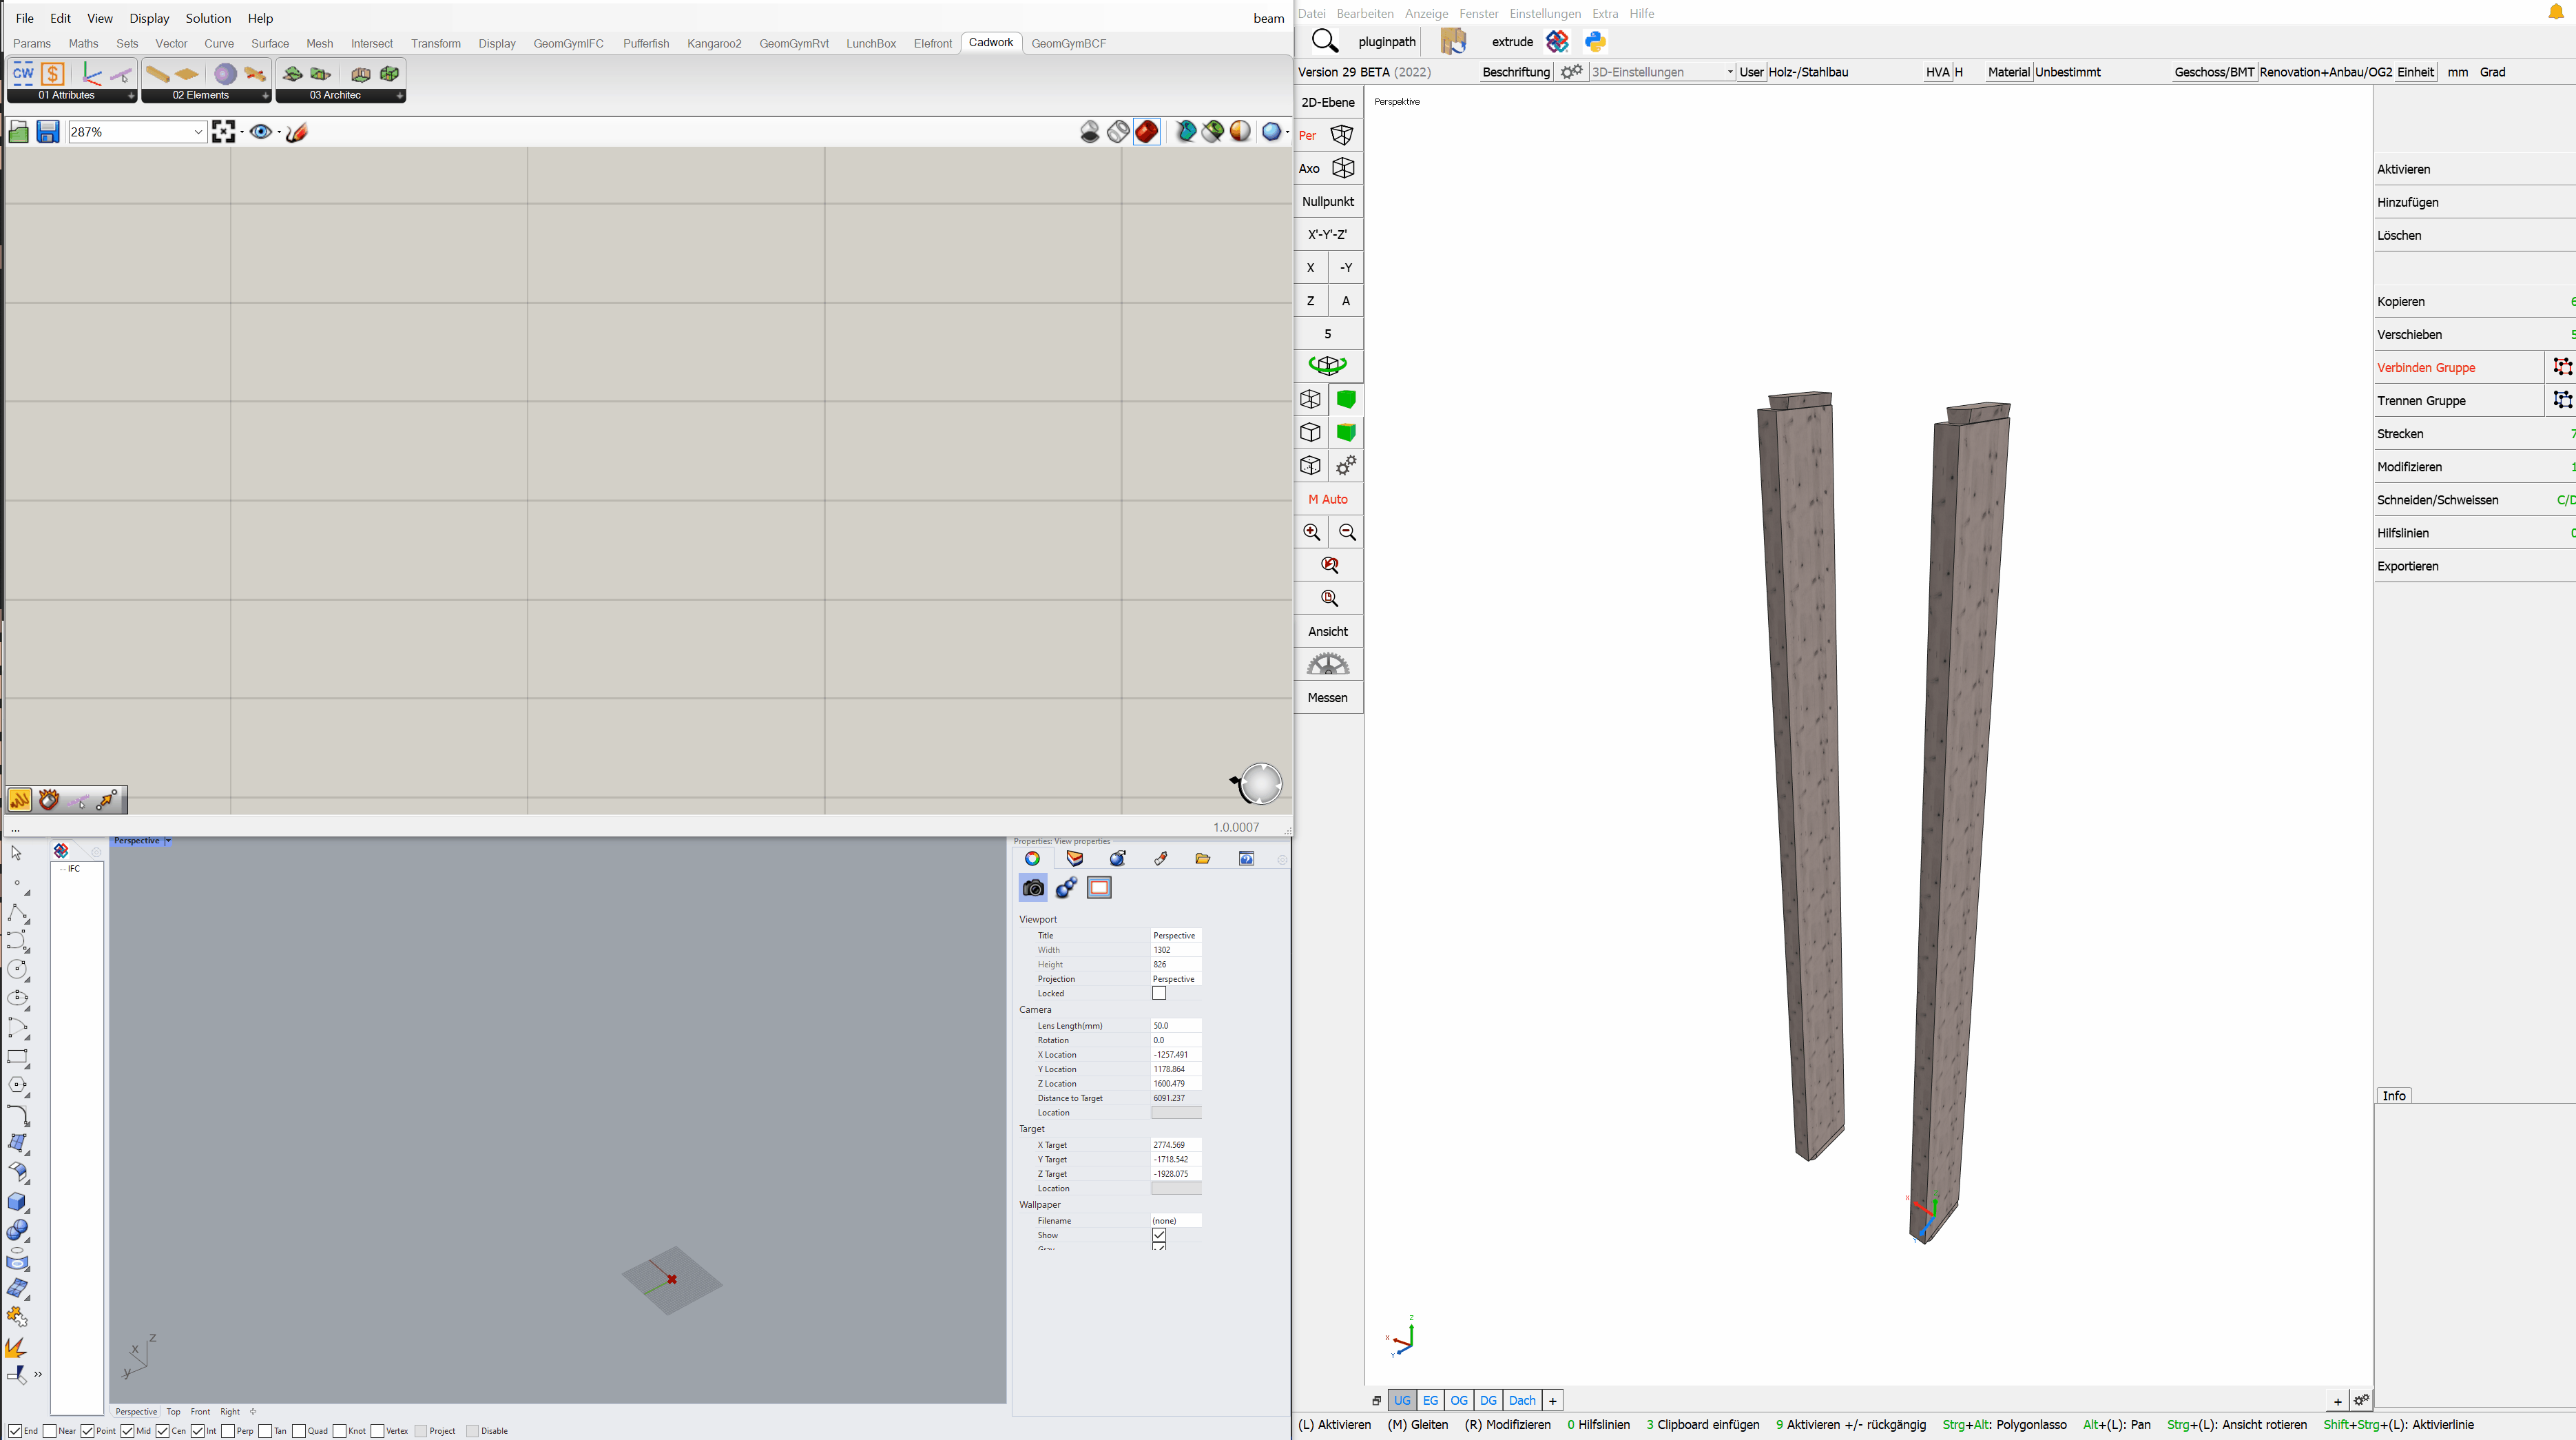 File Edit View Display Solution Help beam
Params Maths Sets Vector Curve Surface Mesh Intersect Transform Display GeomGymIFC Pufferfish Kangaroo2 GeomGymRvt LunchBox Elefront Cadwork GeomGymBCF
CW $
01 Attributes 02 Elements 03 Architec
287%
...
1.0.0007
Perspective
IFC
Properties: View properties
Viewport
Title Perspective
Width 1302
Height 826
Projection Perspective
Locked
Camera
Lens Length(mm) 50.0
Rotation 0.0
X Location -1257.491
Y Location 1178.864
Z Location 1600.479
Distance to Target 6091.237
Location
Target
X Target 2774.569
Y Target -1718.542
Z Target -1928.075
Location
Wallpaper
Filename (none)
Show
Gray
z
x
y
Perspective Top Front Right
End Near Point Mid Cen Int Perp Tan Quad Knot Vertex Project Disable
Datei Bearbeiten Anzeige Fenster Einstellungen Extra Hilfe
pluginpath extrude
Version 29 BETA (2022) Beschriftung 3D-Einstellungen User Holz-/Stahlbau HVA H Material Unbestimmt Geschoss/BMT Renovation+Anbau/OG2 Einheit mm Grad
2D-Ebene
Per
Axo
Nullpunkt
X'-Y'-Z'
X -Y
Z A
5
M Auto
Ansicht
Messen
Perspektive
X
Y
Z
X
Y
Aktivieren
Hinzufügen
Löschen
Kopieren 6
Verschieben 5
Verbinden Gruppe
Trennen Gruppe
Strecken 7
Modifizieren 1
Schneiden/Schweissen C/D
Hilfslinien 0
Exportieren
Info
UG EG OG DG Dach + +
(L) Aktivieren (M) Gleiten (R) Modifizieren 0 Hilfslinien 3 Clipboard einfügen 9 Aktivieren +/- rückgängig Strg+Alt: Polygonlasso Alt+(L): Pan Strg+(L): Ansicht rotieren Shift+Strg+(L): Aktivierlinie